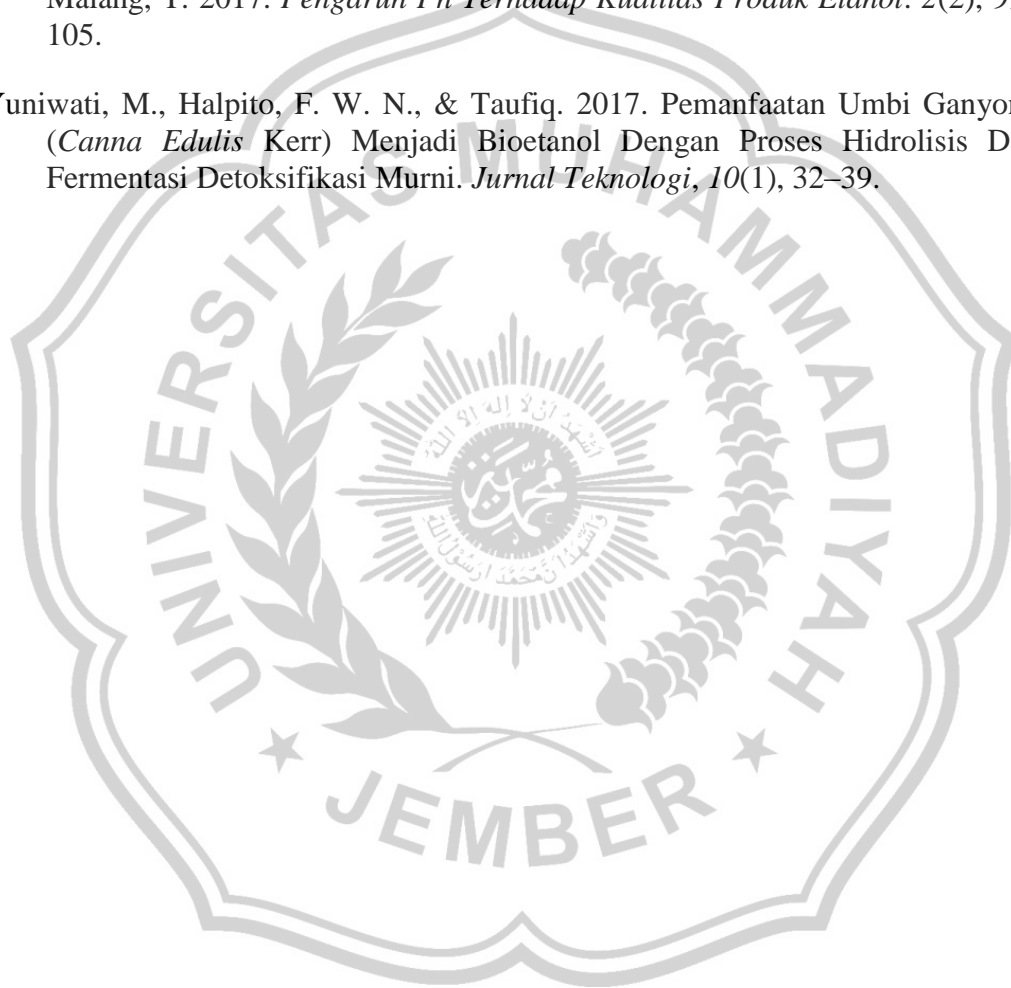 Malang, T. 2017. Pengaruh Ph Terhadap Kualitas Produk Etanol. 2(2),
105.
Yuniwati, M., Halpito, F. W. N., & Taufiq. 2017. Pemanfaatan Umbi
(Canna Edulis Kerr) Menjadi Bioetanol Dengan Proses Hidrolisis
Fermentasi Detoksifikasi Murni. Jurnal Teknologi, 10(1), 32–39.
UNIVERSITAS MUHAMMADIYAH
★ JEMBER ★